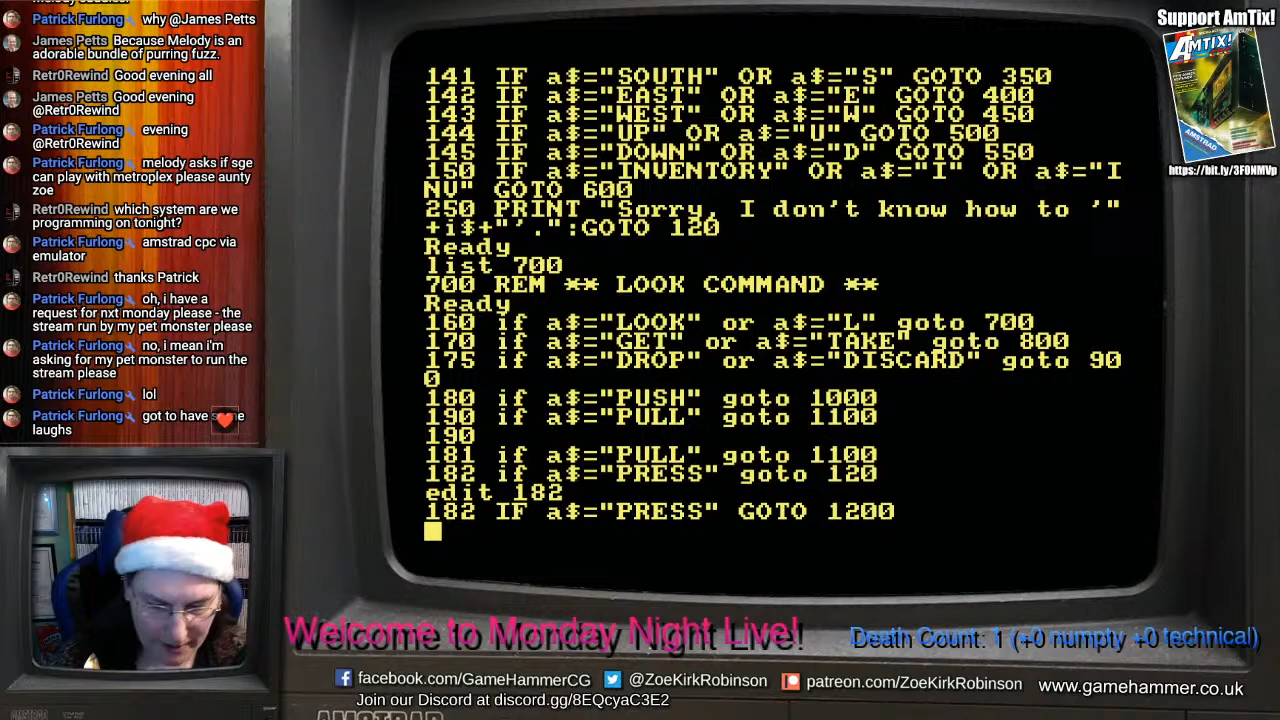 Patrick Furlong why @James Petts
James Petts Because Melody is an
adorable bundle of purring fuzz.
Retr0Rewind Good evening all
James Petts Good evening
@Retr0Rewind
Patrick Furlong evening
@Retr0Rewind
Patrick Furlong melody asks if sge
can play with metroplex please aunty
zoe
Retr0Rewind which system are we
programming on tonight?
Patrick Furlong amstrad cpc via
emulator
Retr0Rewind thanks Patrick
Patrick Furlong oh, i have a
request for nxt monday please - the
stream run by my pet monster please
Patrick Furlong no, i mean i'm
asking for my pet monster to run the
stream please
Patrick Furlong lol
Patrick Furlong got to have some
laughs
141 IF a$="SOUTH" OR a$="S" GOTO 350
142 IF a$="EAST" OR a$="E" GOTO 400
143 IF a$="WEST" OR a$="W" GOTO 450
144 IF a$="UP" OR a$="U" GOTO 500
145 IF a$="DOWN" OR a$="D" GOTO 550
150 IF a$="INVENTORY" OR a$="I" OR a$="I
NV" GOTO 600
250 PRINT "Sorry, I don't know how to '"
+i$+"'.":GOTO 120
Ready
list 700
700 REM ** LOOK COMMAND **
Ready
160 if a$="LOOK" or a$="L" goto 700
170 if a$="GET" or a$="TAKE" goto 800
175 if a$="DROP" or a$="DISCARD" goto 90
0
180 if a$="PUSH" goto 1000
190 if a$="PULL" goto 1100
190
181 if a$="PULL" goto 1100
182 if a$="PRESS" goto 120
edit 182
182 IF a$="PRESS" GOTO 1200
Support AmTix!
AMTIX!
AMSTRAD
https://bit.ly/3F0NMVp
Welcome to Monday Night Live!
Death Count: 1 (+0 numpty +0 technical)
facebook.com/GameHammerCG @ZoeKirkRobinson patreon.com/ZoeKirkRobinson www.gamehammer.co.uk
Join our Discord at discord.gg/8EQcyaC3E2
AMSTRAD